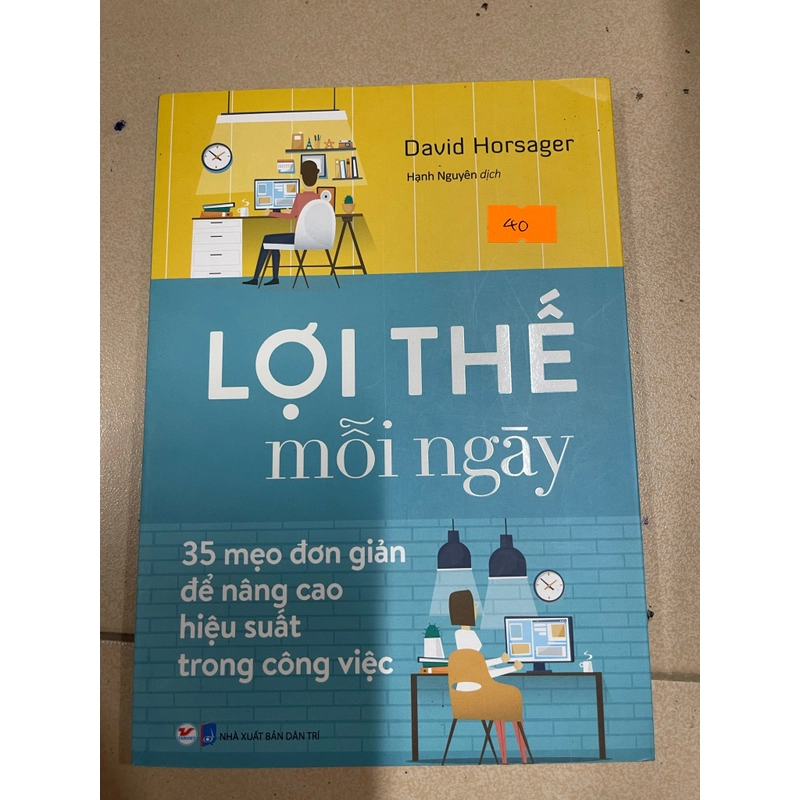 David Horsager
Hạnh Nguyên dịch
40
LỢI THẾ
mỗi ngày
35 mẹo đơn giản
để nâng cao
hiệu suất
trong công việc
NHÀ XUẤT BẢN DÂN TRÍ